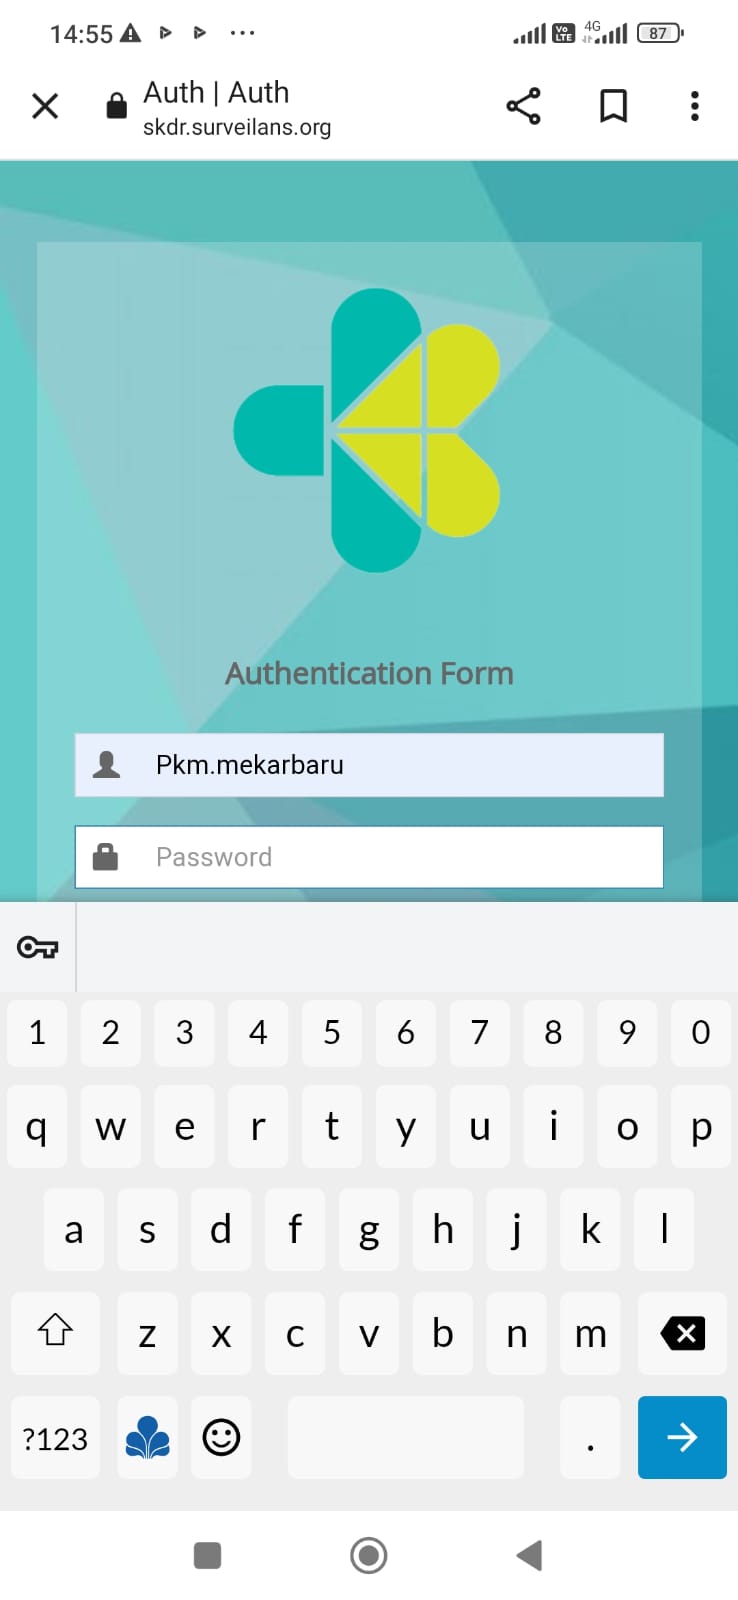 14:55
Vo LTE 4G 87
Auth | Auth
skdr.surveilans.org
Authentication Form
Pkm.mekarbaru
Password
1 2 3 4 5 6 7 8 9 0
q w e r t y u i o p
a s d f g h j k l
z x c v b n m
?123 .